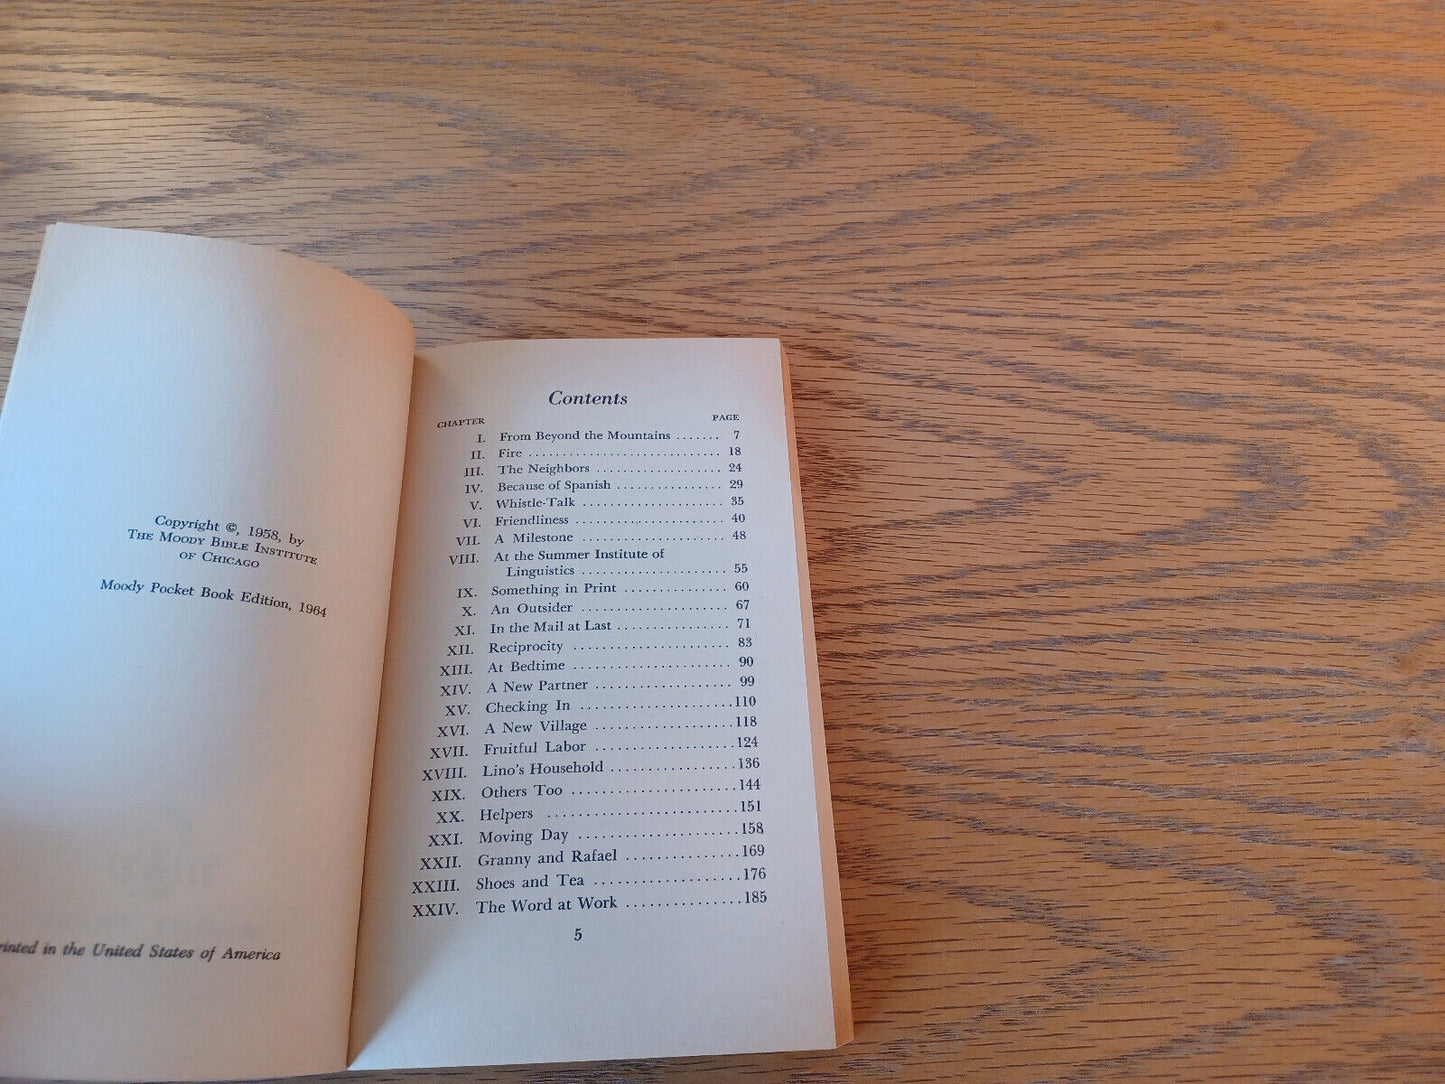 Copyright ©, 1958, by
THE MOODY BIBLE INSTITUTE
OF CHICAGO
Moody Pocket Book Edition, 1964
Printed in the United States of America
Contents
CHAPTER PAGE
I. From Beyond the Mountains ....... 7
II. Fire ................................ 18
III. The Neighbors ...................... 24
IV. Because of Spanish ................. 29
V. Whistle-Talk ....................... 35
VI. Friendliness ....................... 40
VII. A Milestone ........................ 48
VIII. At the Summer Institute of
Linguistics ........................ 55
IX. Something in Print ................. 60
X. An Outsider ........................ 67
XI. In the Mail at Last ................ 71
XII. Reciprocity ........................ 83
XIII. At Bedtime ......................... 90
XIV. A New Partner ...................... 99
XV. Checking In ........................ 110
XVI. A New Village ...................... 118
XVII. Fruitful Labor ..................... 124
XVIII. Lino's Household ................... 136
XIX. Others Too ......................... 144
XX. Helpers ............................ 151
XXI. Moving Day ......................... 158
XXII. Granny and Rafael ................ 169
XXIII. Shoes and Tea ...................... 176
XXIV. The Word at Work ................ 185
5